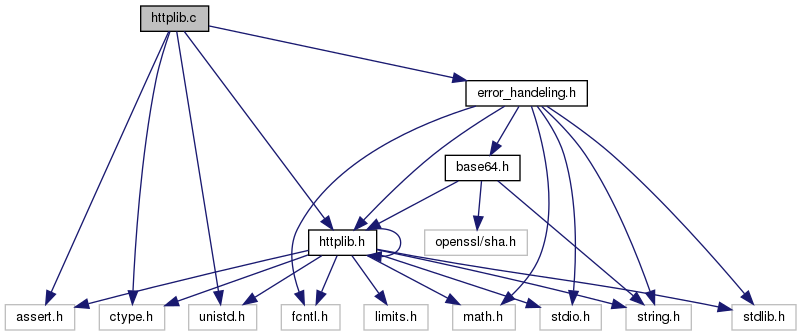 httplib.c
error_handeling.h
base64.h
httplib.h
openssl/sha.h
assert.h
ctype.h
unistd.h
fcntl.h
limits.h
math.h
stdio.h
string.h
stdlib.h